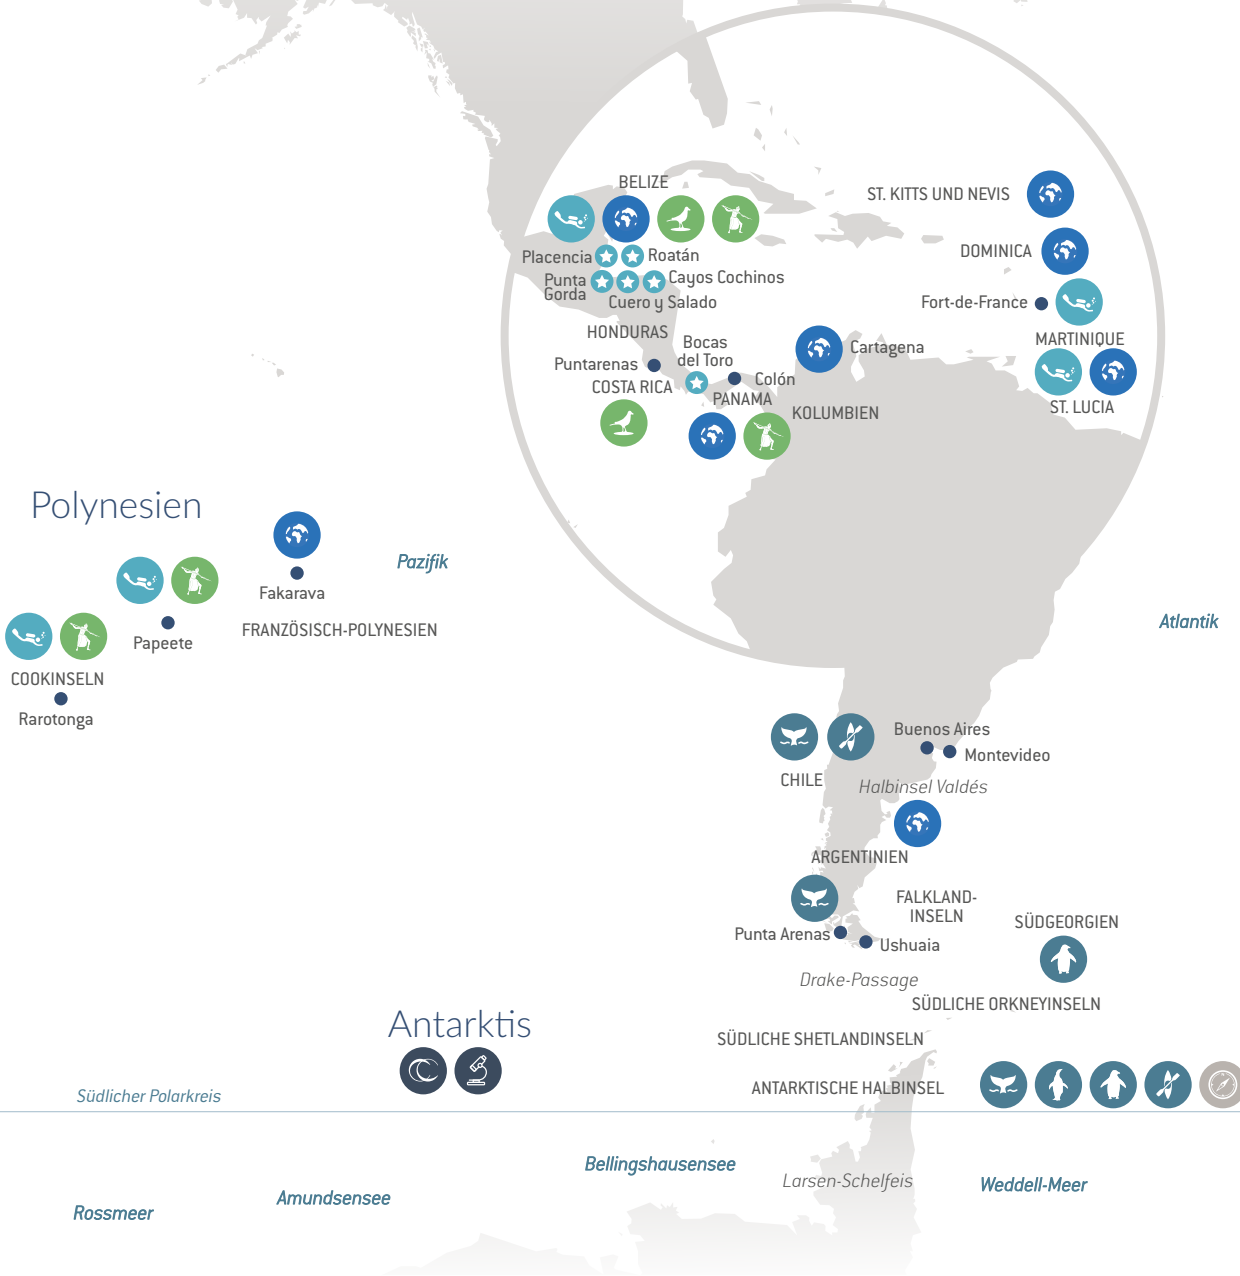 BELIZE
ST. KITTS UND NEVIS
DOMINICA
Placencia
Roatán
Punta
Gorda
Cayos Cochinos
Cuero y Salado
Fort-de-France
HONDURAS
MARTINIQUE
Bocas
del Toro
Cartagena
Puntarenas
Colón
COSTA RICA
PANAMA
KOLUMBIEN
ST. LUCIA
Polynesien
Pazifik
Fakarava
FRANZÖSISCH-POLYNESIEN
Papeete
Atlantik
COOKINSELN
Rarotonga
Buenos Aires
Montevideo
CHILE
Halbinsel Valdés
ARGENTINIEN
FALKLAND-
INSELN
SÜDGEORGIEN
Punta Arenas
Ushuaia
Drake-Passage
SÜDLICHE ORKNEYINSELN
Antarktis
SÜDLICHE SHETLANDINSELN
ANTARKTISCHE HALBINSEL
Südlicher Polarkreis
Bellingshausensee
Larsen-Schelfeis
Weddell-Meer
Amundsensee
Rossmeer